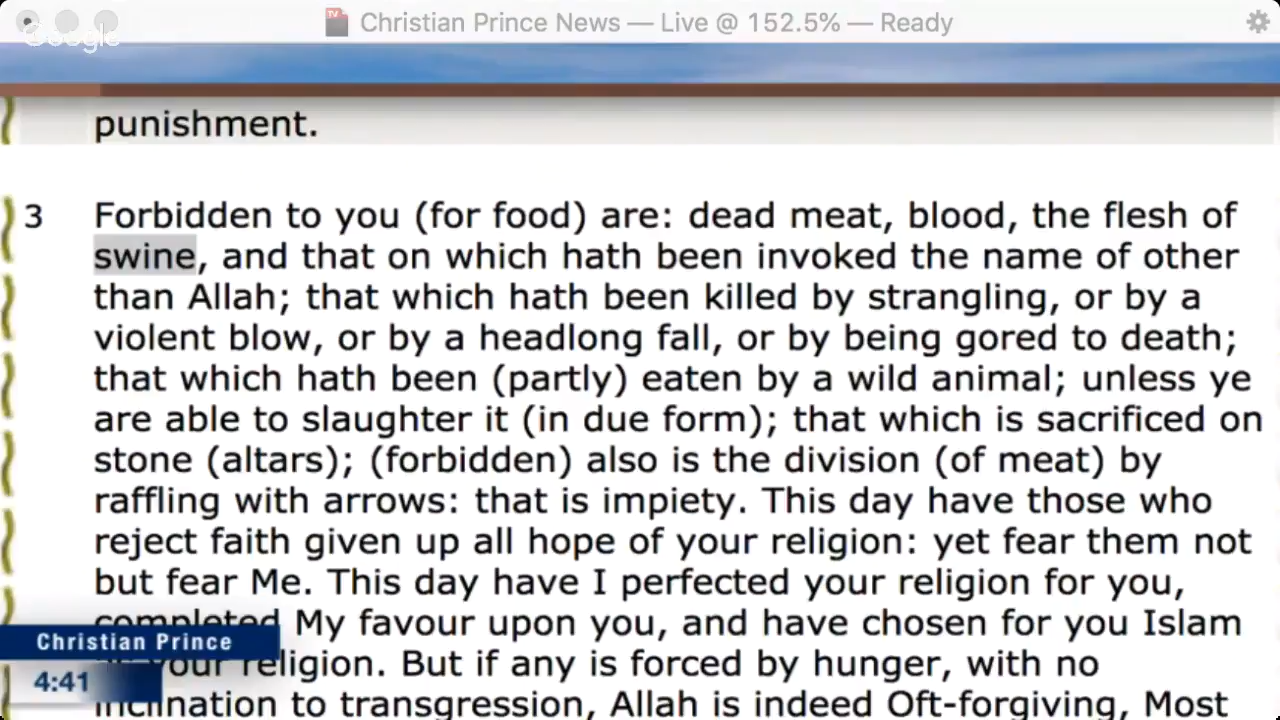 Christian Prince News — Live @ 152.5% — Ready
Google
punishment.
3 Forbidden to you (for food) are: dead meat, blood, the flesh of
swine, and that on which hath been invoked the name of other
than Allah; that which hath been killed by strangling, or by a
violent blow, or by a headlong fall, or by being gored to death;
that which hath been (partly) eaten by a wild animal; unless ye
are able to slaughter it (in due form); that which is sacrificed on
stone (altars); (forbidden) also is the division (of meat) by
raffling with arrows: that is impiety. This day have those who
reject faith given up all hope of your religion: yet fear them not
but fear Me. This day have I perfected your religion for you,
completed My favour upon you, and have chosen for you Islam
your religion. But if any is forced by hunger, with no
inclination to transgression, Allah is indeed Oft-forgiving, Most
Christian Prince
4:41